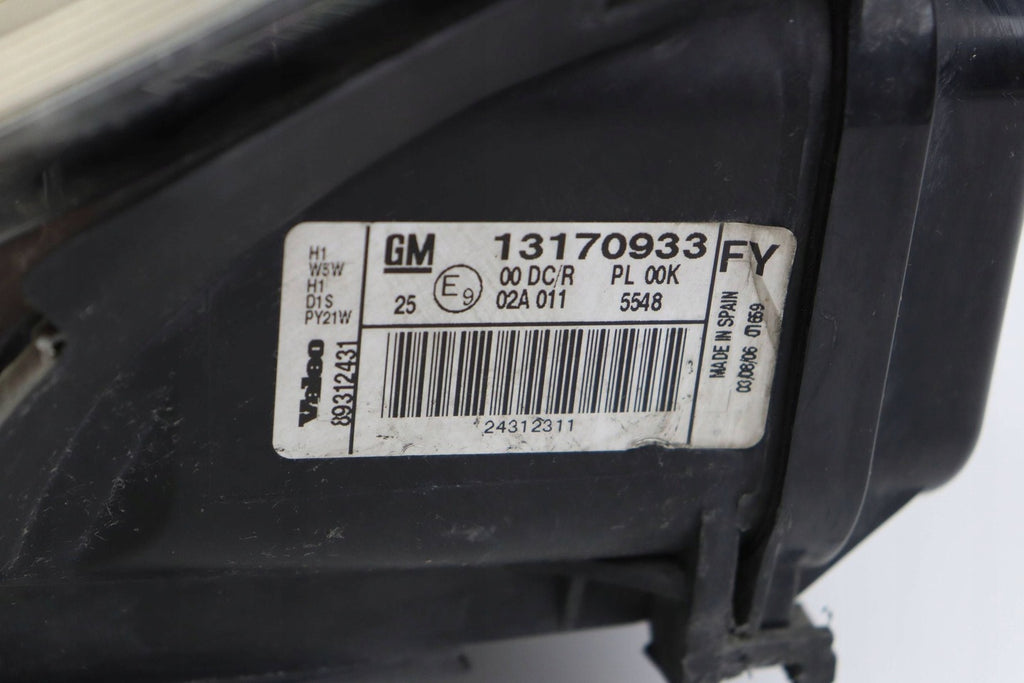 H1
W5W
H1
D1S
PY21W
Valeo
89312431
GM 13170933
00 DC/R PL 00K
25 E9 02A 011 5548
24312311
FY
MADE IN SPAIN
03/08/06 01659